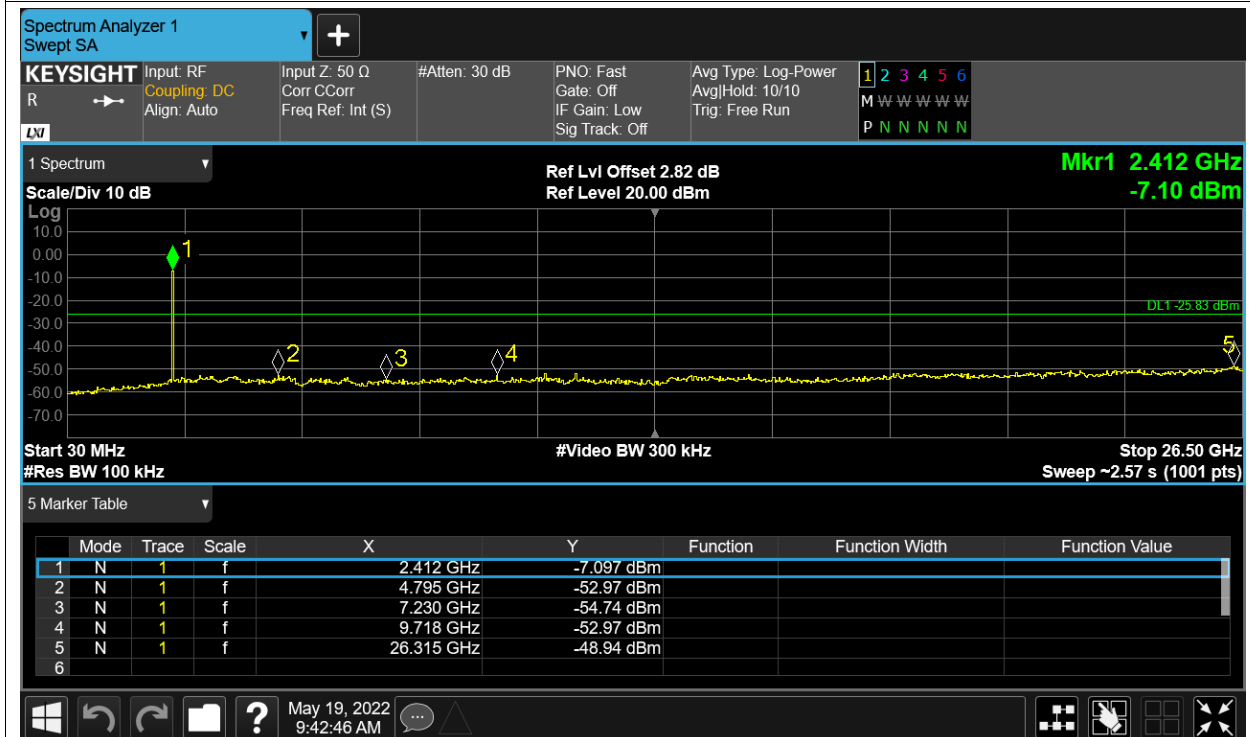 Spectrum Analyzer 1
Swept SA
+
KEYSIGHT Input: RF Input Z: 50 Ω #Atten: 30 dB PNO: Fast Avg Type: Log-Power 1 2 3 4 5 6
R Coupling: DC Corr CCorr Gate: Off Avg|Hold: 10/10 M W W W W W W
Align: Auto Freq Ref: Int (S) IF Gain: Low Trig: Free Run
LXI Sig Track: Off P N N N N N N
1 Spectrum Ref Lvl Offset 2.82 dB Mkr1 2.412 GHz
Scale/Div 10 dB Ref Level 20.00 dBm -7.10 dBm
Log
10.0
0.00 1
-10.0
-20.0 DL1 -25.83 dBm
-30.0
-40.0 2 3 4 5
-50.0
-60.0
-70.0
Start 30 MHz #Video BW 300 kHz Stop 26.50 GHz
#Res BW 100 kHz Sweep ~2.57 s (1001 pts)
5 Marker Table
Mode Trace Scale X Y Function Function Width Function Value
1 N 1 f 2.412 GHz -7.097 dBm
2 N 1 f 4.795 GHz -52.97 dBm
3 N 1 f 7.230 GHz -54.74 dBm
4 N 1 f 9.718 GHz -52.97 dBm
5 N 1 f 26.315 GHz -48.94 dBm
6
? May 19, 2022
9:42:46 AM